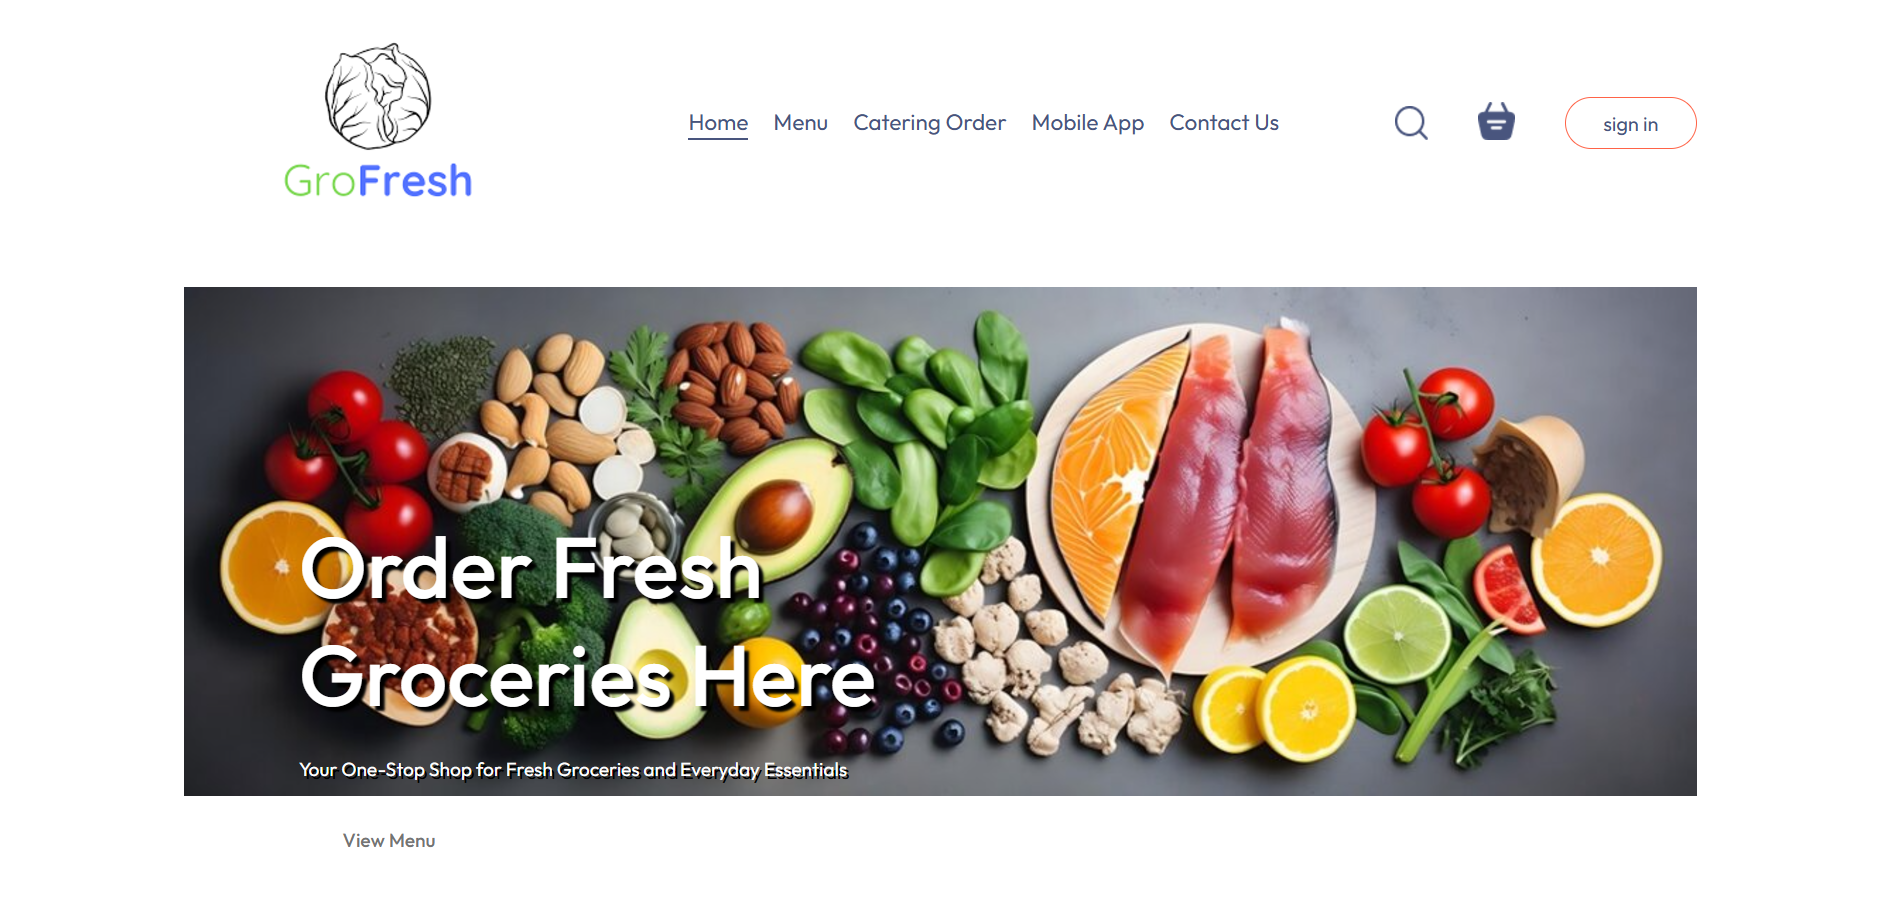 GroFresh
Home Menu Catering Order Mobile App Contact Us sign in
Order Fresh
Groceries Here
Your One-Stop Shop for Fresh Groceries and Everyday Essentials
View Menu